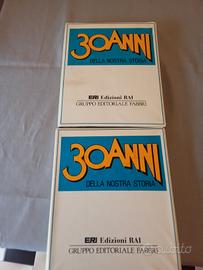 30ANNI
DELLA NOSTRA STORIA
ERI Edizioni RAI
GRUPPO EDITORIALE FABBRI
30ANNI
DELLA NOSTRA STORIA
ERI Edizioni RAI
GRUPPO EDITORIALE FABBRI
subito